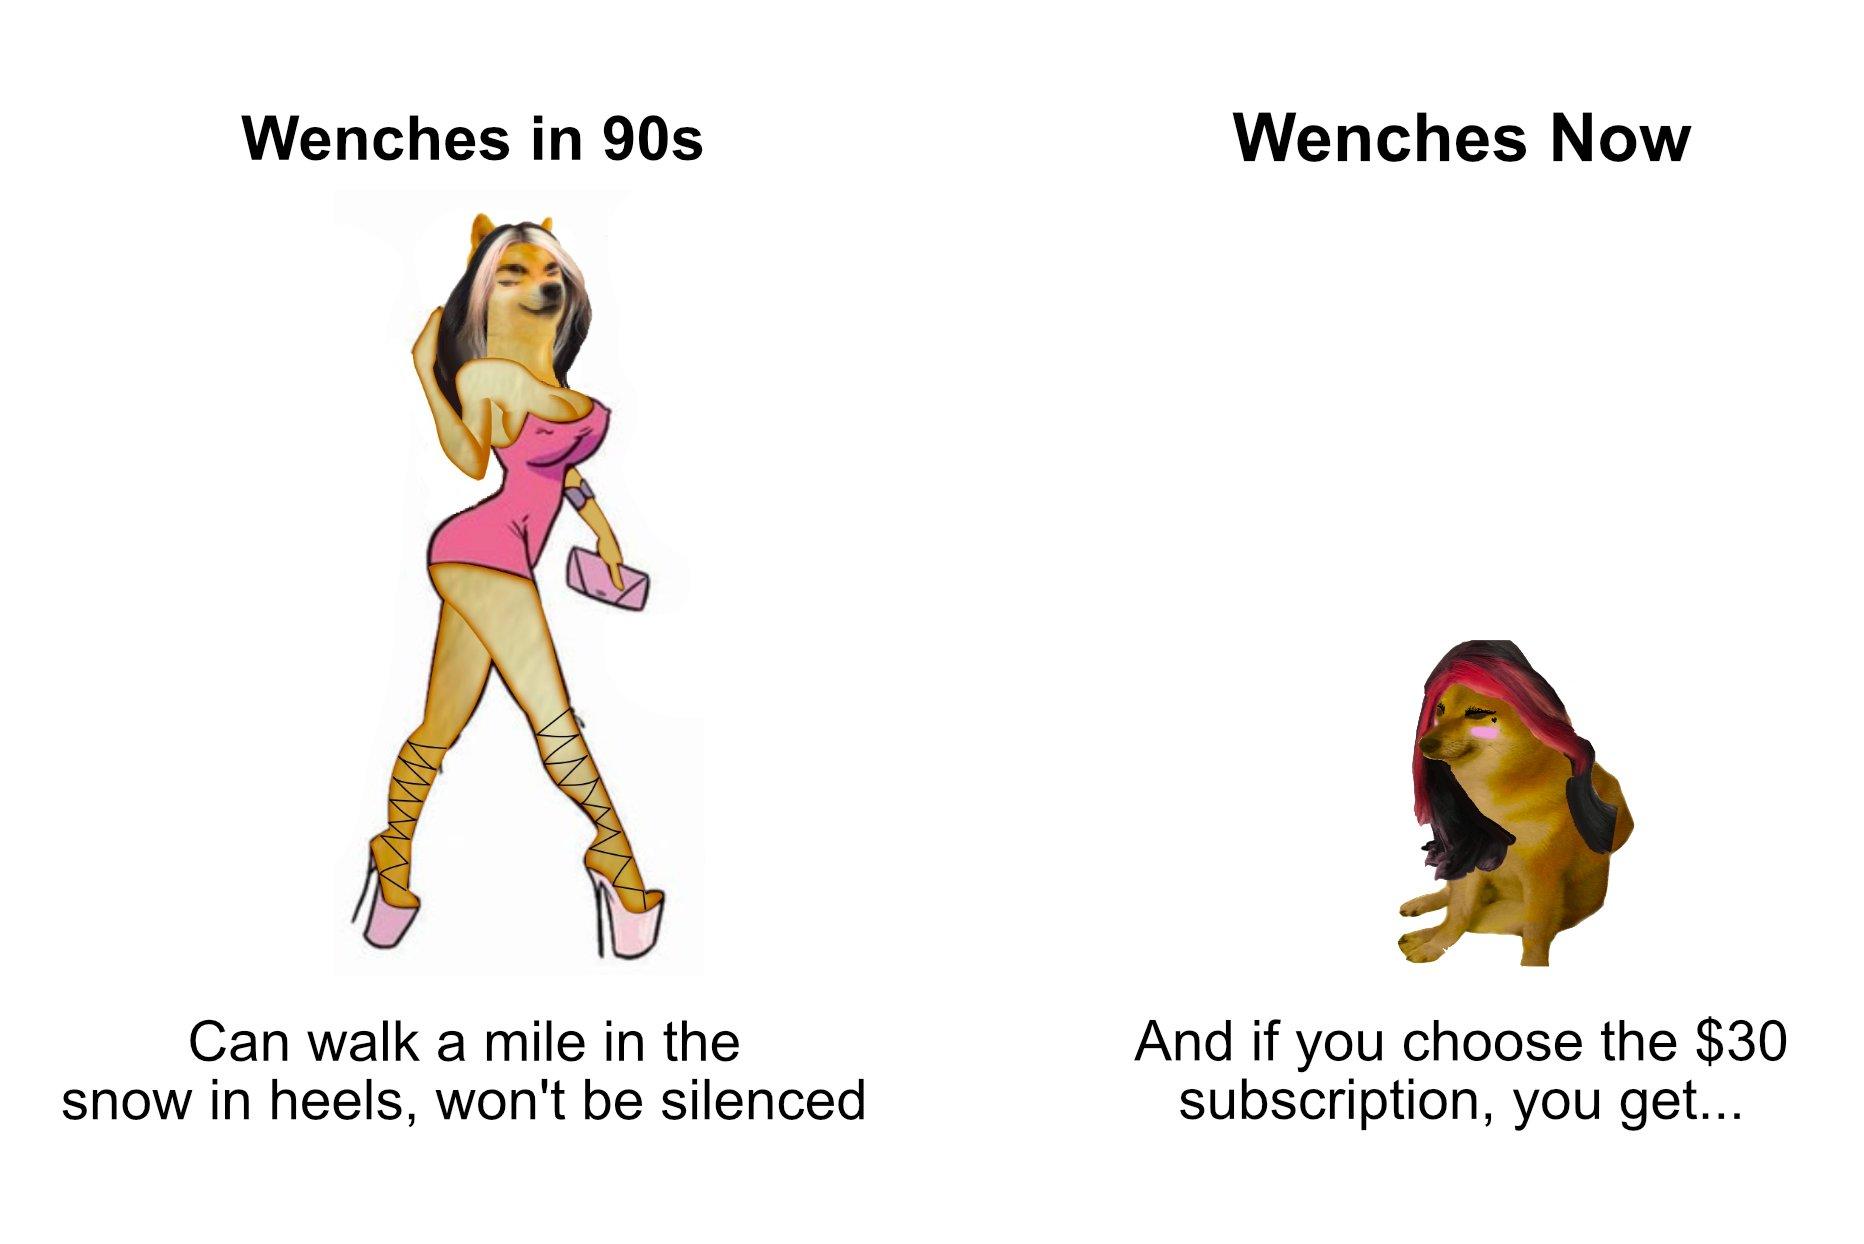 Wenches in 90s
Can walk a mile in the
snow in heels, won't be silenced
Wenches Now
And if you choose the $30
subscription, you get...